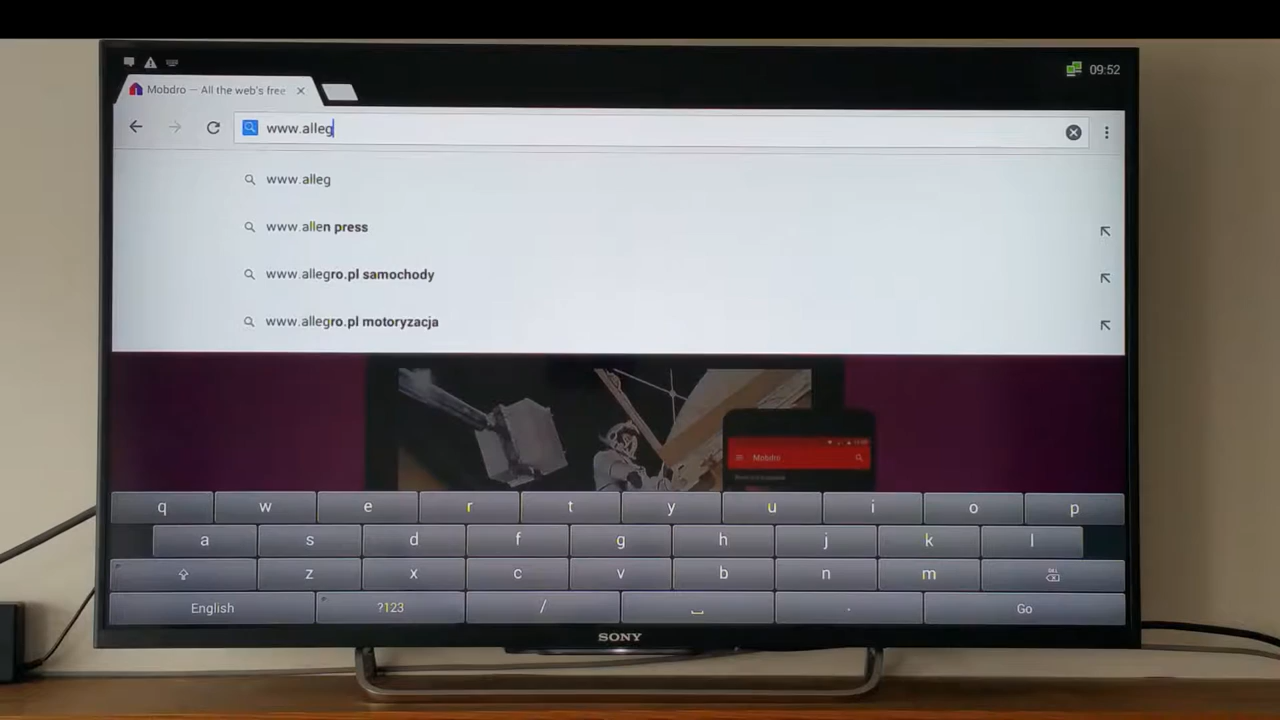 09:52
Mobdro — All the web's free
www.alleg
www.alleg
www.allen press
www.allegro.pl samochody
www.allegro.pl motoryzacja
Mobdro
q w e r t y u i o p
a s d f g h j k l
z x c v b n m DEL
English ?123 / . Go
SONY